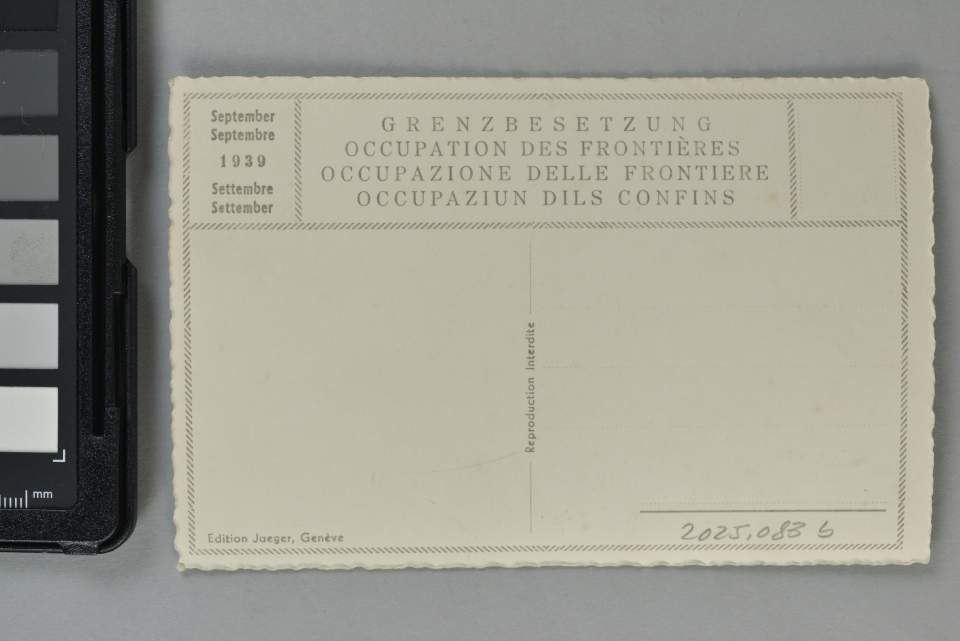 September
Septembre
1939
Settembre
Settember
GRENZBESETZUNG
OCCUPATION DES FRONTIÈRES
OCCUPAZIONE DELLE FRONTIERE
OCCUPAZIUN DILS CONFINS
Reproduction Interdite
Edition Jaeger, Genève
2025.083 b
mm